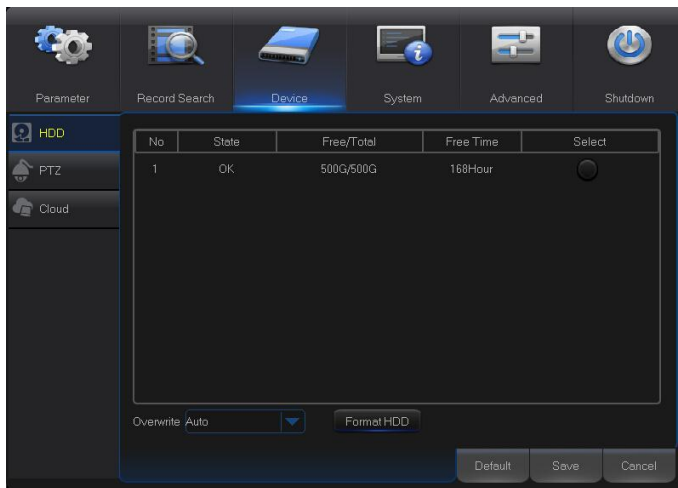 Parameter Record Search Device System Advanced Shutdown
HDD
PTZ
Cloud
No State Free/Total Free Time Select
1 OK 500G/500G 168Hour
Overwrite Auto Format HDD
Default Save Cancel